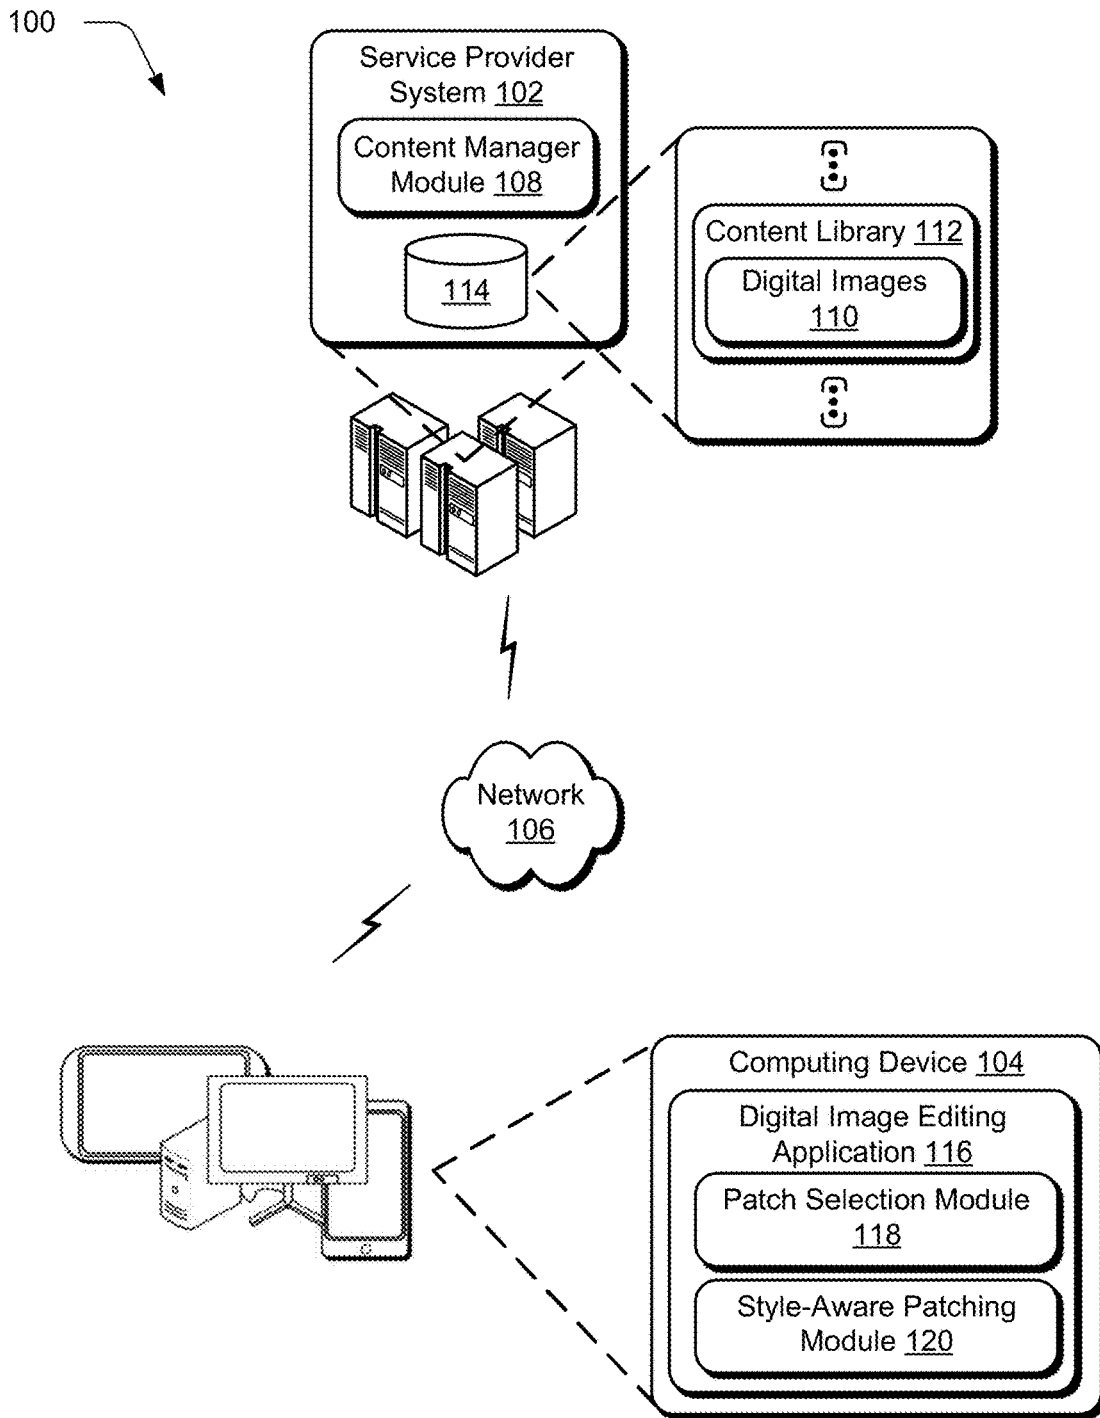 100
Service Provider
System 102
Content Manager
Module 108
114
Content Library 112
Digital Images
110
Network
106
Computing Device 104
Digital Image Editing
Application 116
Patch Selection Module
118
Style-Aware Patching
Module 120